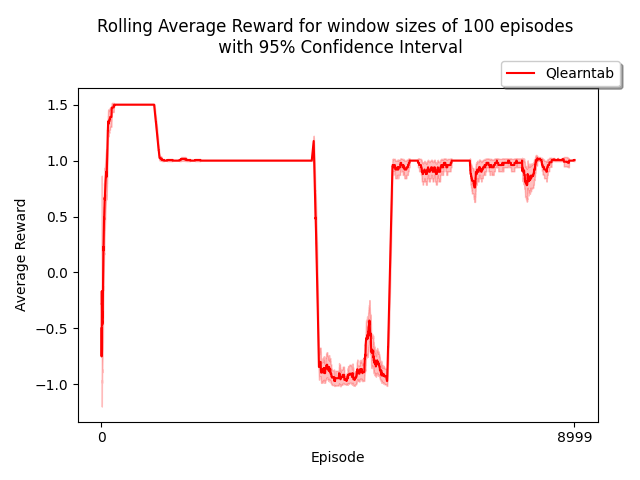 Rolling Average Reward for window sizes of 100 episodes
with 95% Confidence Interval
Qlearntab
1.5
1.0
0.5
0.0
−0.5
−1.0
Average Reward
0
8999
Episode